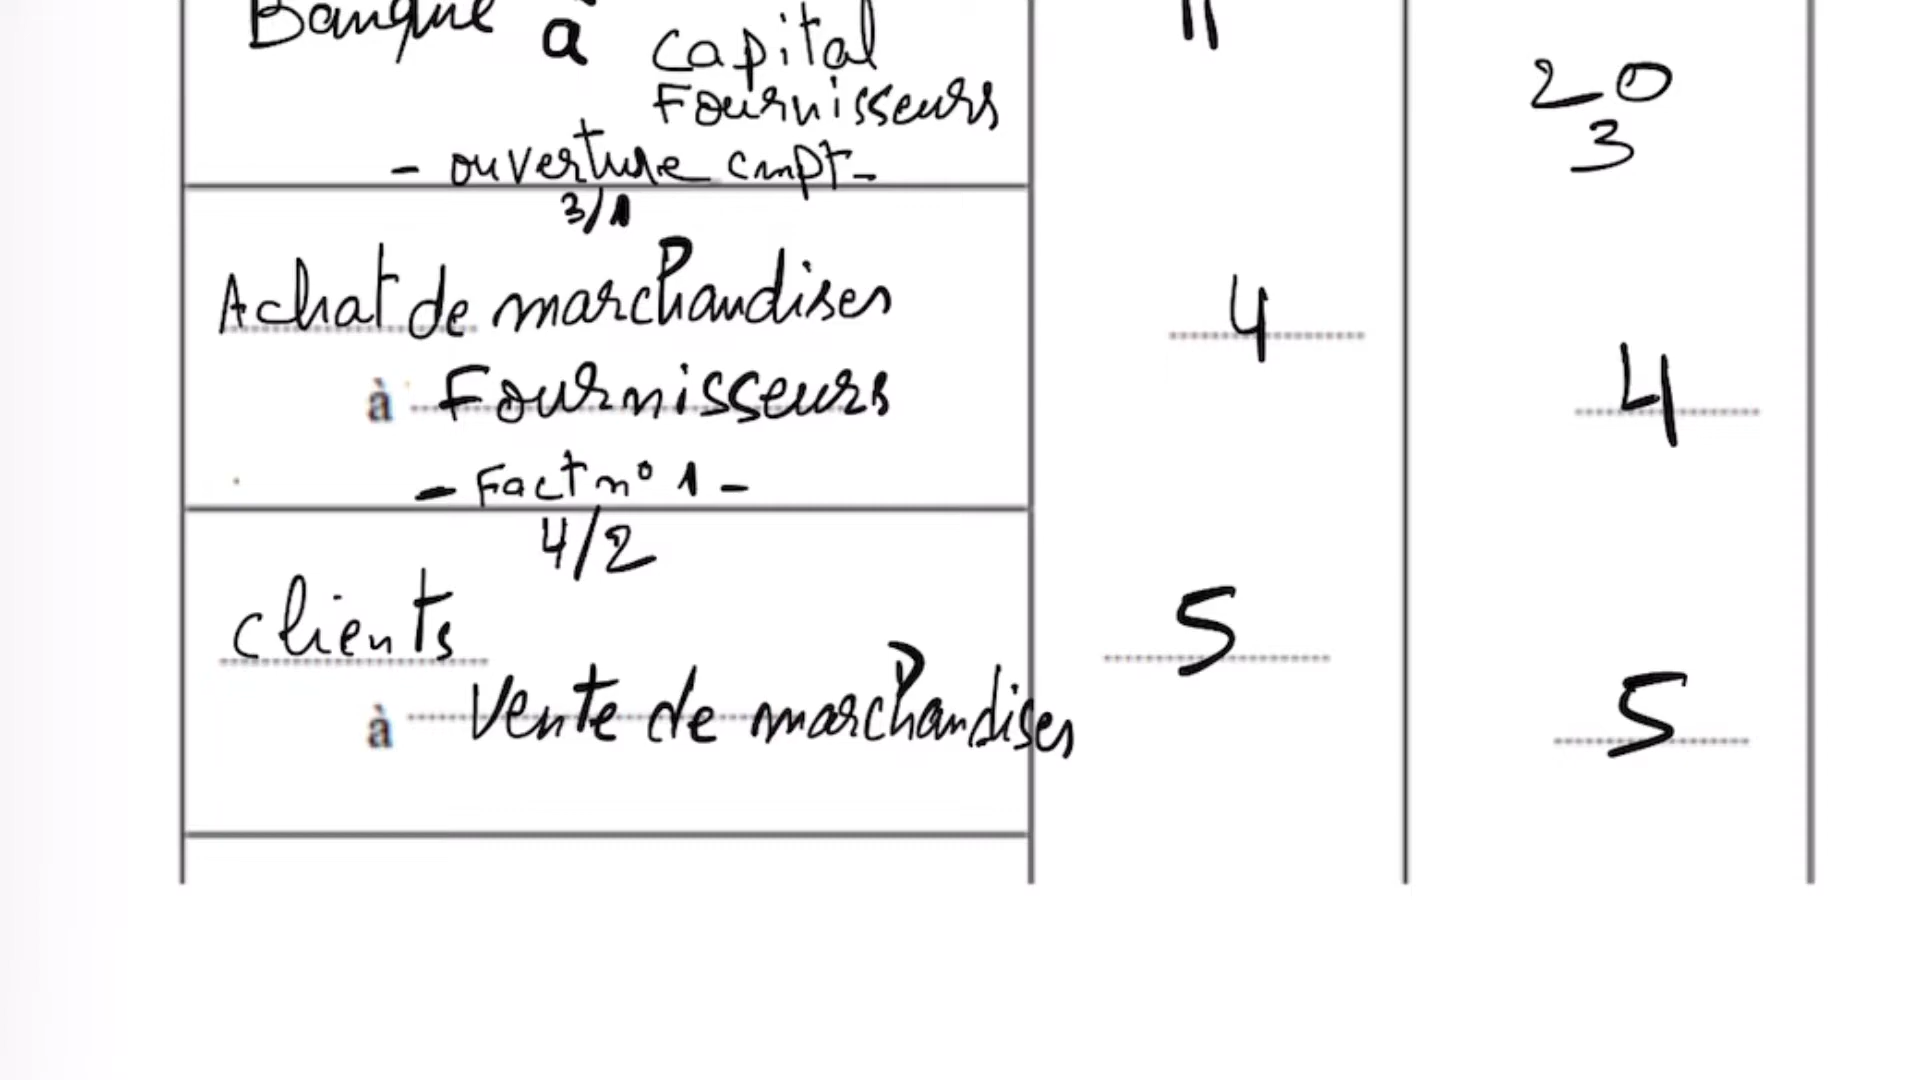 Banque à
capital 11
Fournisseurs 20
- ouverture cmpt - 3
3/1
Achat de marchandises 4
à Fournisseurs 4
- Fact n° 1 -
4/2
clients 5
à Vente de marchandises 5